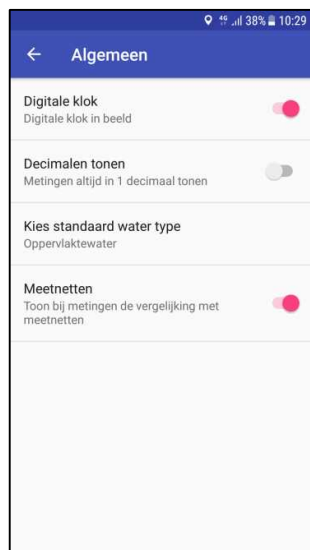 4G 38% 10:29
Algemeen
Digitale klok
Digitale klok in beeld
Decimalen tonen
Metingen altijd in 1 decimaal tonen
Kies standaard water type
Oppervlaktewater
Meetnetten
Toon bij metingen de vergelijking met
meetnetten